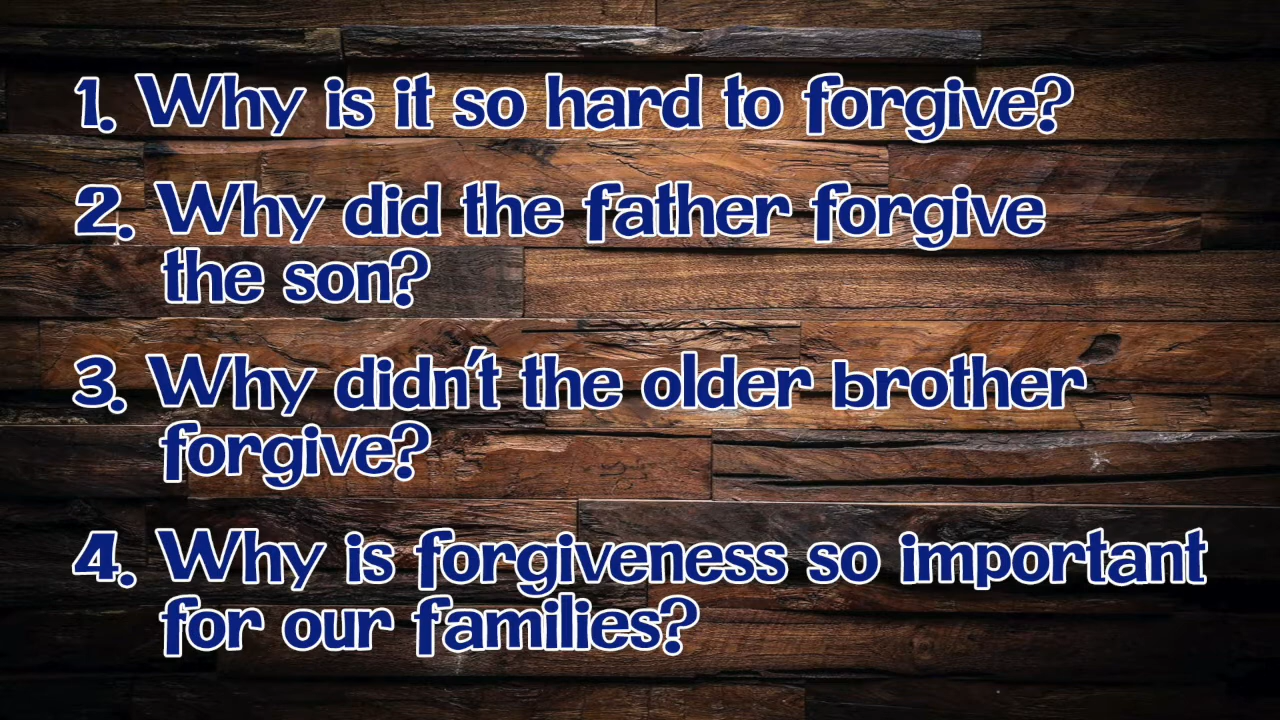 1. Why is it so hard to forgive?
2. Why did the father forgive
the son?
3. Why didn't the older brother
forgive?
4. Why is forgiveness so important
for our families?